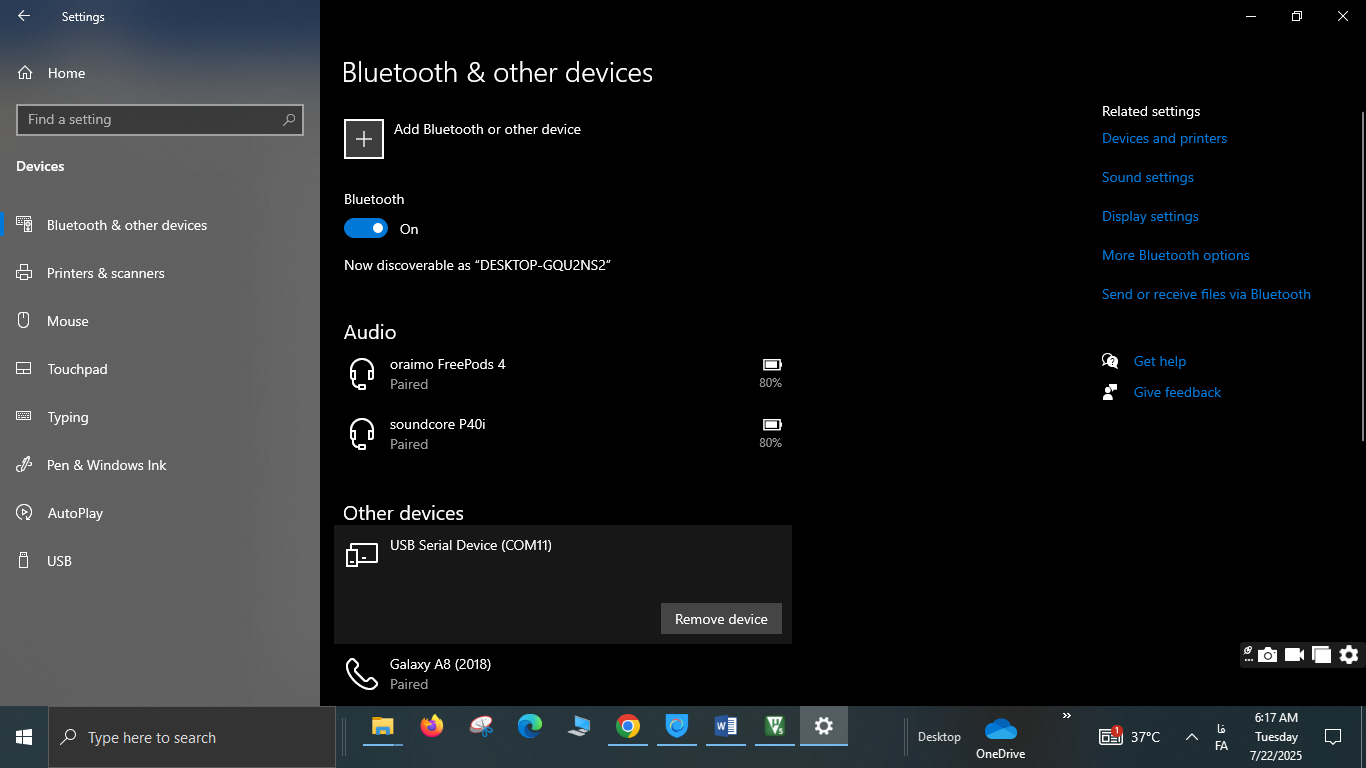 Settings
Home
Find a setting
Devices
Bluetooth & other devices
Printers & scanners
Mouse
Touchpad
Typing
Pen & Windows Ink
AutoPlay
USB
Bluetooth & other devices
Add Bluetooth or other device
Bluetooth
On
Now discoverable as “DESKTOP-GQU2NS2”
Audio
oraimo FreePods 4
Paired
80%
soundcore P40i
Paired
80%
Other devices
USB Serial Device (COM11)
Remove device
Galaxy A8 (2018)
Paired
Related settings
Devices and printers
Sound settings
Display settings
More Bluetooth options
Send or receive files via Bluetooth
Get help
Give feedback
Type here to search
Desktop
OneDrive
1
37°C
فا
FA
6:17 AM
Tuesday
7/22/2025